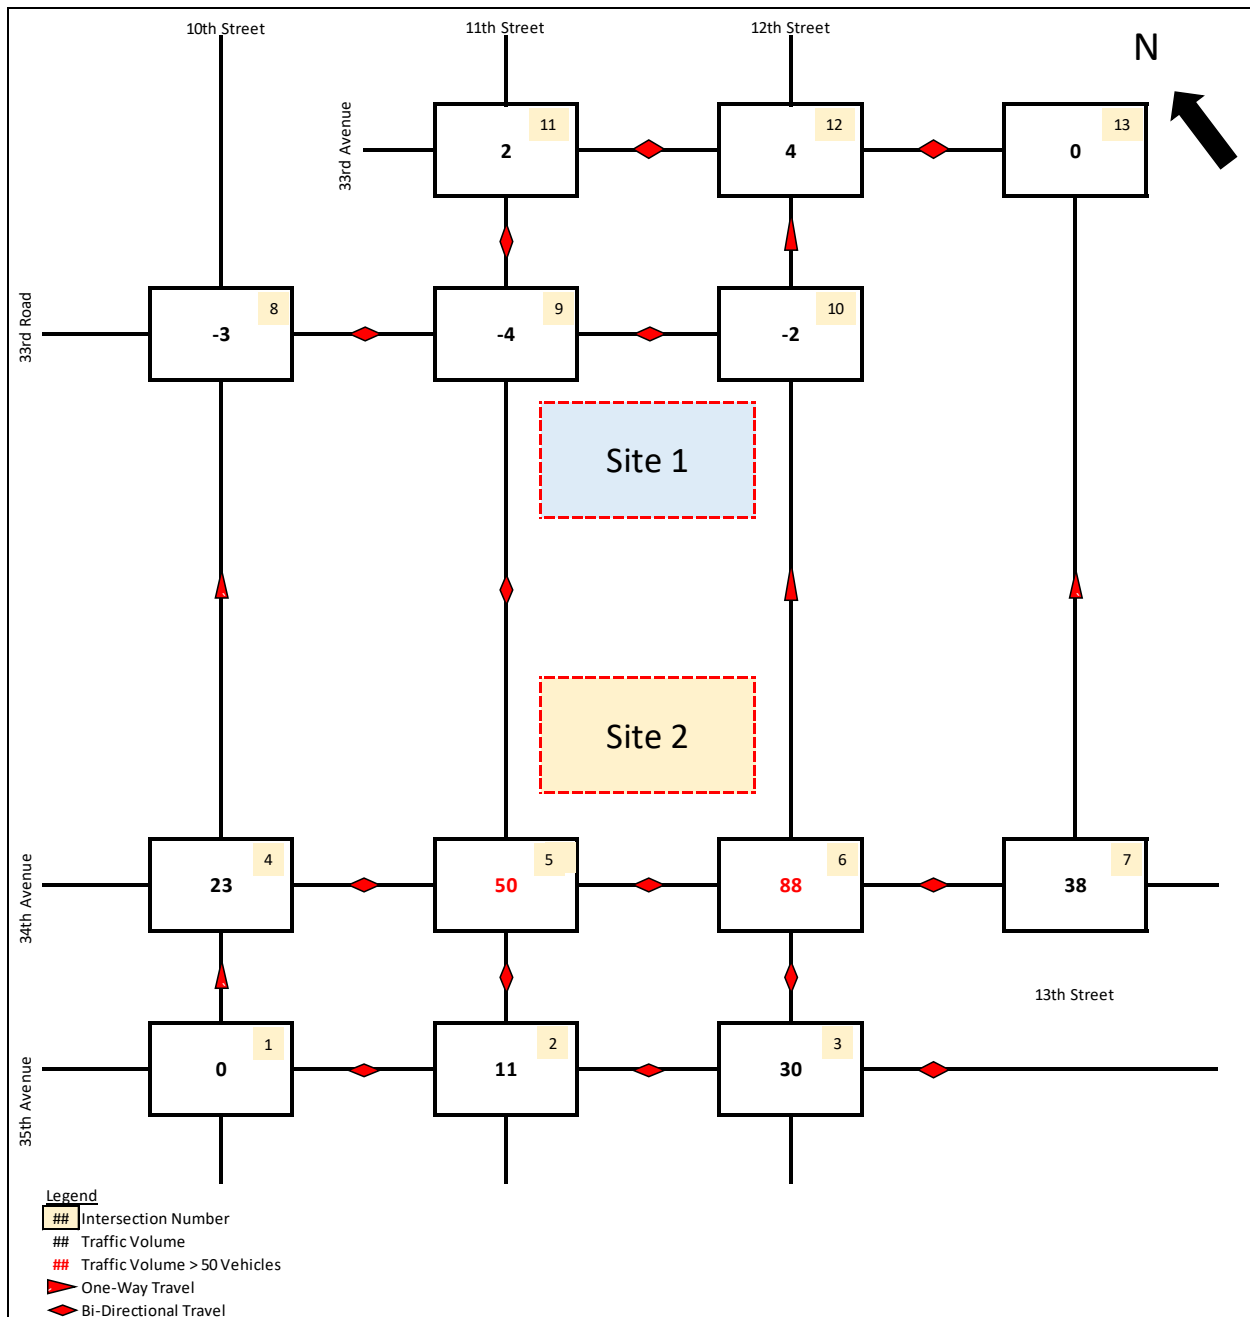 10th Street
11th Street
12th Street
N
33rd Avenue
11
2
12
4
13
0
33rd Road
8
-3
9
-4
10
-2
Site 1
Site 2
34th Avenue
4
23
5
50
6
88
7
38
13th Street
35th Avenue
1
0
2
11
3
30
Legend
## Intersection Number
## Traffic Volume
## Traffic Volume > 50 Vehicles
One-Way Travel
Bi-Directional Travel